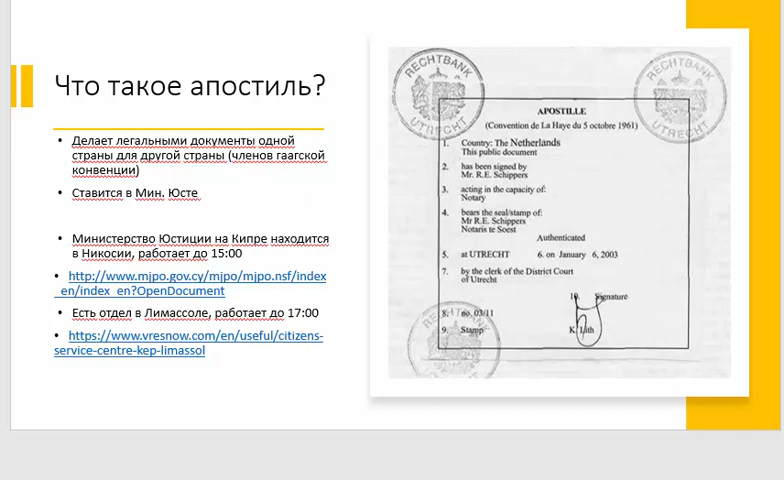 Что такое апостиль?
Делает легальными документы одной
страны для другой страны (членов гаагской
конвенции)
Ставится в Мин. Юсте
Министерство Юстиции на Кипре находится
в Никосии, работает до 15:00
http://www.mjpo.gov.cy/mjpo/mjpo.nsf/index
_en/index_en?OpenDocument
Есть отдел в Лимассоле, работает до 17:00
https://www.vresnow.com/en/useful/citizens-
service-centre-kep-limassol
RECHTBANK
UTRECHT
RECHTBANK
UTRECHT
APOSTILLE
(Convention de La Haye du 5 octobre 1961)
1. Country: The Netherlands
This public document
2. has been signed by
Mr. R.E. Schippers
3. acting in the capacity of:
Notary
4. bears the seal/stamp of:
Mr R.E. Schippers
Notaris te Soest
Authenticated
5. at UTRECHT 6. on January 6, 2003
7. by the clerk of the District Court
of Utrecht
10. Signature
8. no. 03/11
9. Stamp